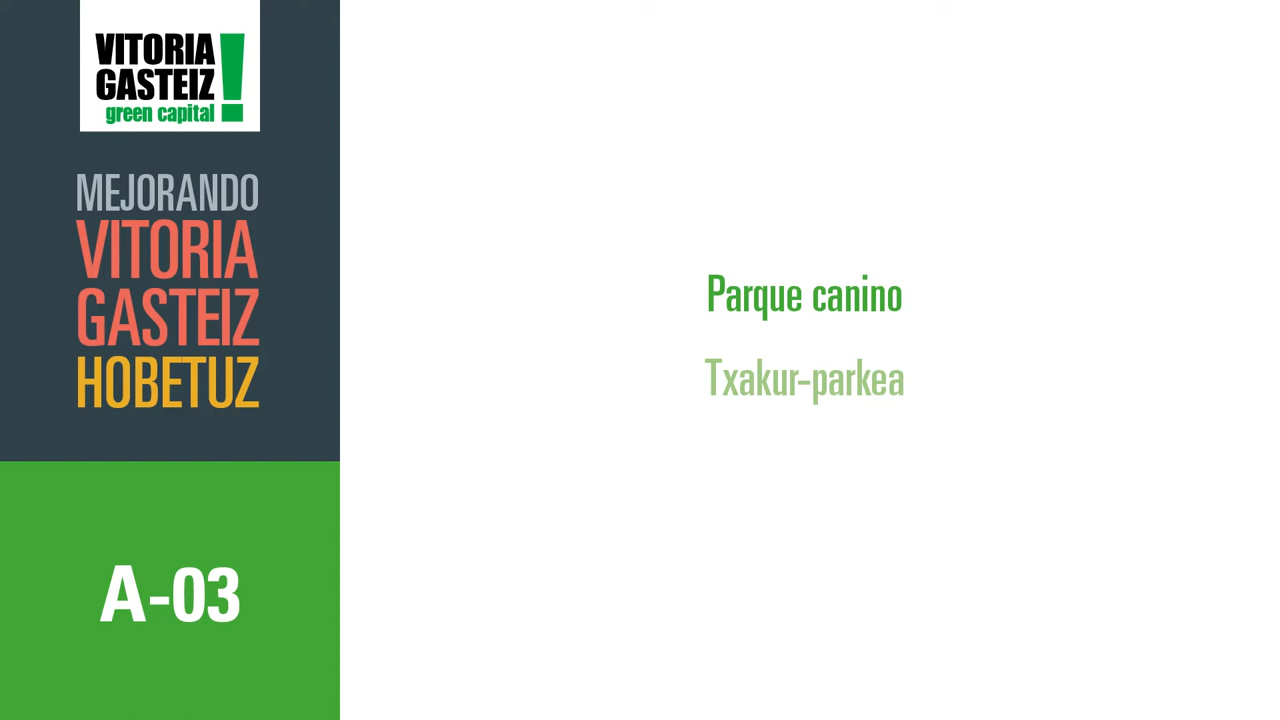 VITORIA
GASTEIZ
green capital
MEJORANDO
VITORIA
GASTEIZ
HOBETUZ
A-03
Parque canino
Txakur-parkea